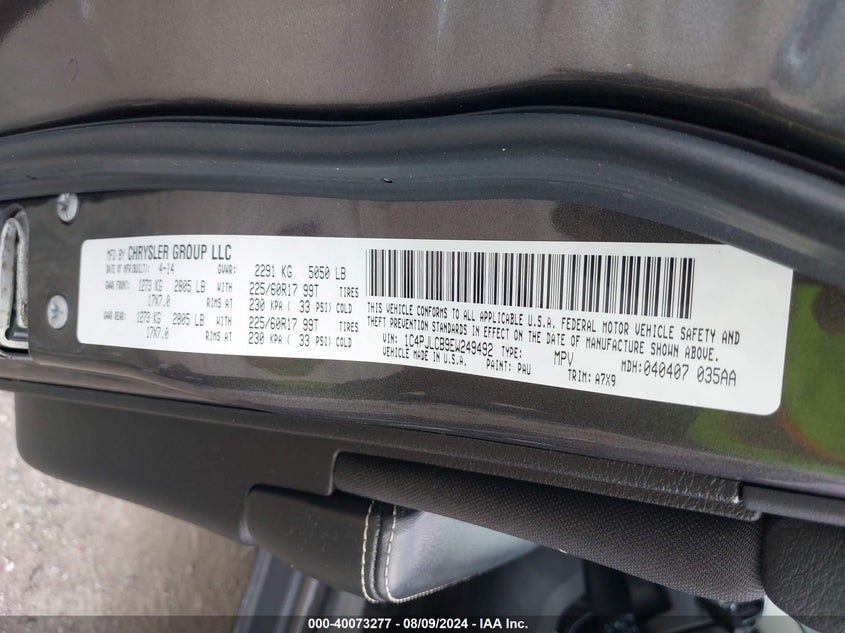 MFD BY CHRYSLER GROUP LLC
DATE OF MFR(BUILT): 4-14 GVWR: 2291 KG 5050 LB
GAWR FRONT: 1273 KG 2805 LB WITH 225/60R17 99T TIRES
17X7.0 RIMS AT 230 KPA ( 33 PSI) COLD
GAWR REAR: 1273 KG 2805 LB WITH 225/60R17 99T TIRES
17X7.0 RIMS AT 230 KPA ( 33 PSI) COLD
THIS VEHICLE CONFORMS TO ALL APPLICABLE U.S.A. FEDERAL MOTOR VEHICLE SAFETY AND
THEFT PREVENTION STANDARDS IN EFFECT ON THE DATE OF MANUFACTURE SHOWN ABOVE.
VIN: 1C4PJLCB9EW249492 TYPE: MPV MDH:040407 035AA
VEHICLE MADE IN U.S.A. PAINT: PAU TRIM: A7X9
000-40073277 - 08/09/2024 - IAA Inc.